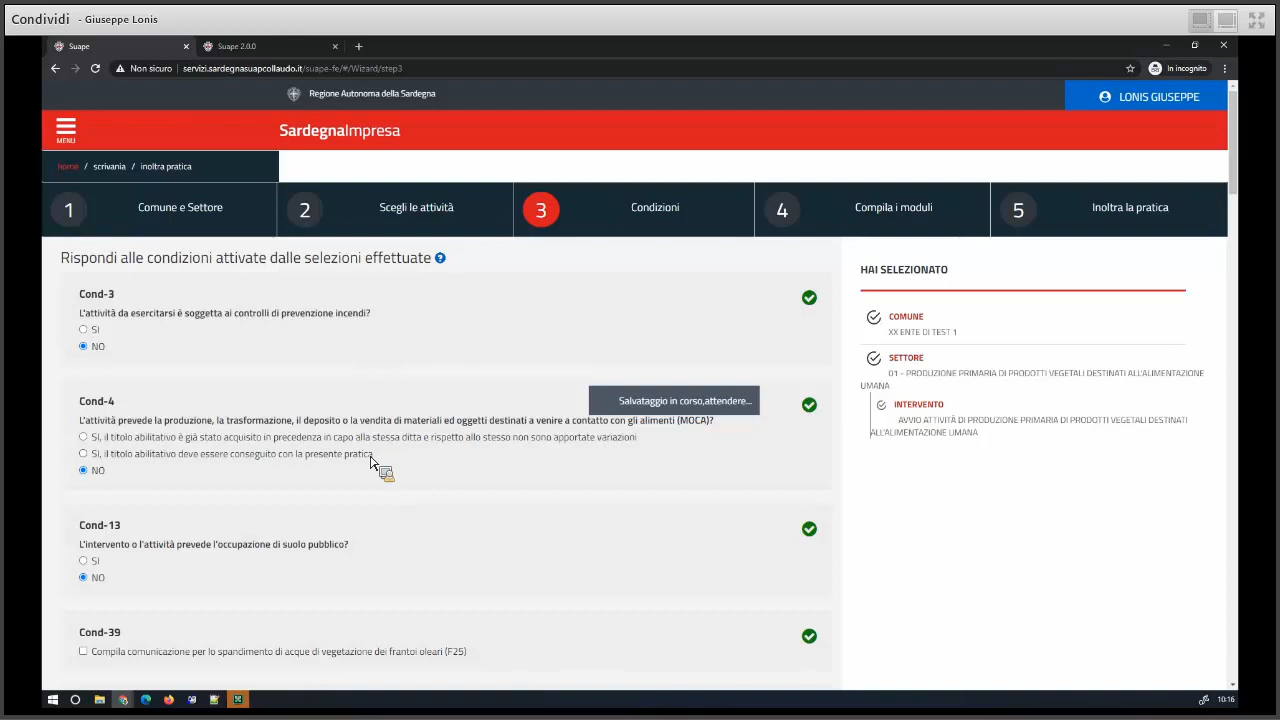 Condividi - Giuseppe Lonis
Suape
Suape 2.0.0
Non sicuro | servizi.sardegnasuapcollaudo.it/suape-fe/#/Wizard/step3
In incognito
Regione Autonoma della Sardegna
LONIS GIUSEPPE
MENU
SardegnaImpresa
home / scrivania / inoltra pratica
1 Comune e Settore
2 Scegli le attività
3 Condizioni
4 Compila i moduli
5 Inoltra la pratica
Rispondi alle condizioni attivate dalle selezioni effettuate ?
Cond-3
L'attività da esercitarsi è soggetta ai controlli di prevenzione incendi?
SI
NO
Cond-4
Salvataggio in corso,attendere...
L'attività prevede la produzione, la trasformazione, il deposito o la vendita di materiali ed oggetti destinati a venire a contatto con gli alimenti (MOCA)?
SI, il titolo abilitativo è già stato acquisito in precedenza in capo alla stessa ditta e rispetto allo stesso non sono apportate variazioni
SI, il titolo abilitativo deve essere conseguito con la presente pratica
NO
Cond-13
L'intervento o l'attività prevede l'occupazione di suolo pubblico?
SI
NO
Cond-39
Compila comunicazione per lo spandimento di acque di vegetazione dei frantoi oleari (F25)
HAI SELEZIONATO
COMUNE
XX ENTE DI TEST 1
SETTORE
01 - PRODUZIONE PRIMARIA DI PRODOTTI VEGETALI DESTINATI ALL'ALIMENTAZIONE
UMANA
INTERVENTO
AVVIO ATTIVITÀ DI PRODUZIONE PRIMARIA DI PRODOTTI VEGETALI DESTINATI
ALL'ALIMENTAZIONE UMANA
10:16